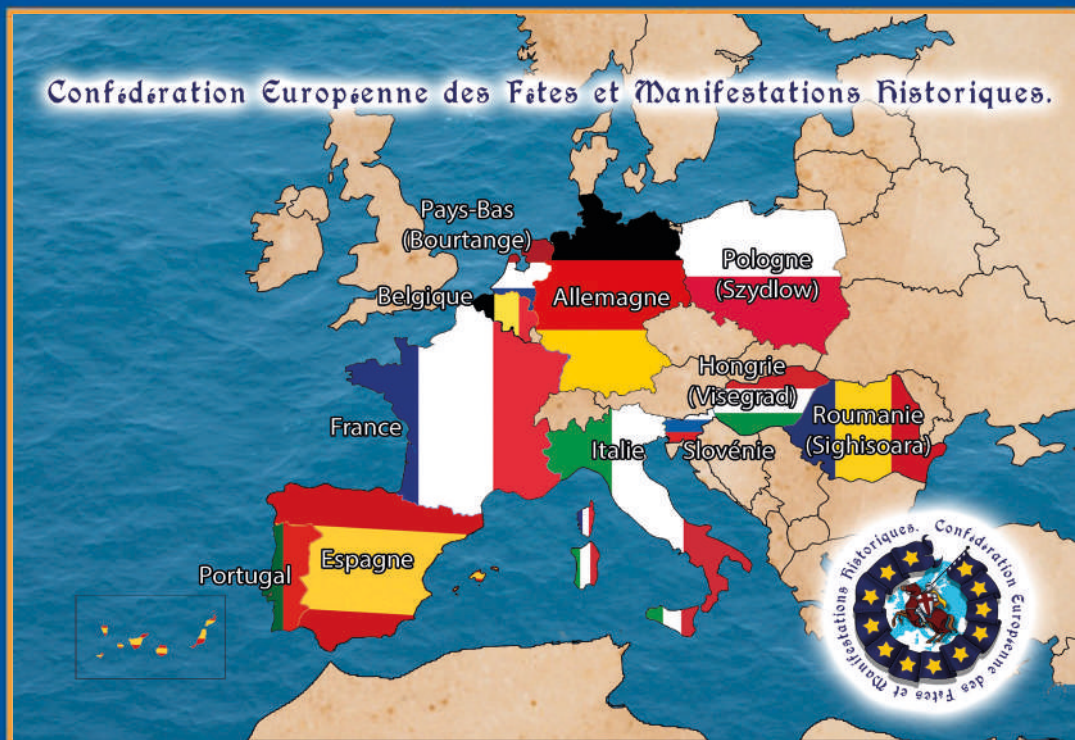 Confédération Européenne des Fêtes et Manifestations Historiques.
Pays-Bas
(Bourtange)
Belgique
Allemagne
Pologne
(Szydlow)
Hongrie
(Visegrad)
Roumanie
(Sighisoara)
France
Italie
Slovénie
Espagne
Portugal
Confédération Européenne des Fêtes et Manifestations Historiques.